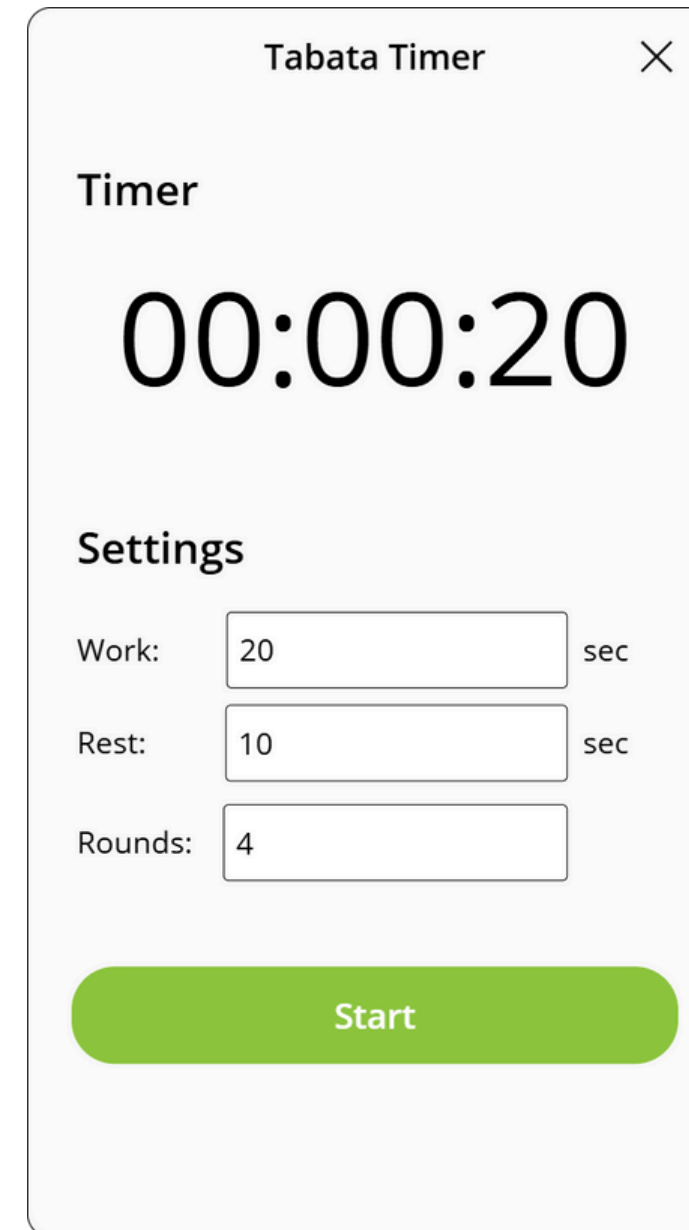 Tabata Timer
Timer
00:00:20
Settings
Work: 20 sec
Rest: 10 sec
Rounds: 4
Start